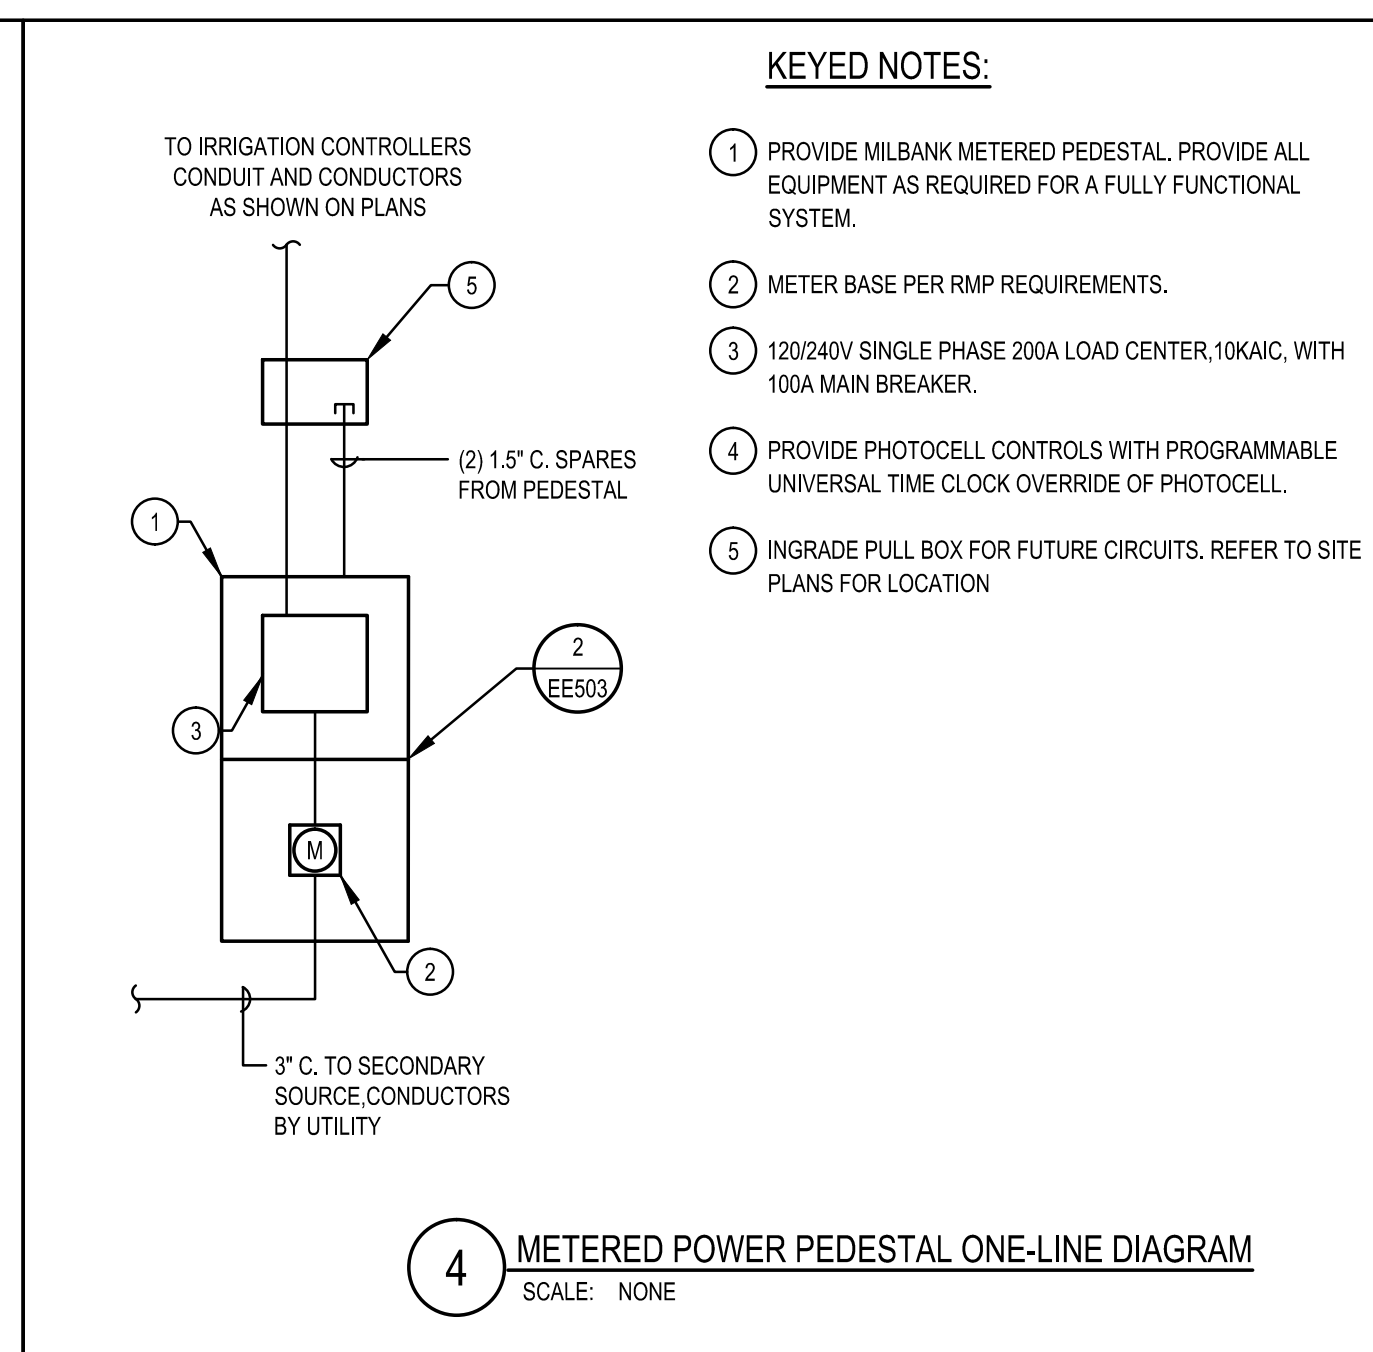 KEYED NOTES:
TO IRRIGATION CONTROLLERS
CONDUIT AND CONDUCTORS
AS SHOWN ON PLANS
5
(2) 1.5" C. SPARES
FROM PEDESTAL
1
2
EE503
3
M
2
3" C. TO SECONDARY
SOURCE,CONDUCTORS
BY UTILITY
1 PROVIDE MILBANK METERED PEDESTAL. PROVIDE ALL
EQUIPMENT AS REQUIRED FOR A FULLY FUNCTIONAL
SYSTEM.
2 METER BASE PER RMP REQUIREMENTS.
3 120/240V SINGLE PHASE 200A LOAD CENTER,10KAIC, WITH
100A MAIN BREAKER.
4 PROVIDE PHOTOCELL CONTROLS WITH PROGRAMMABLE
UNIVERSAL TIME CLOCK OVERRIDE OF PHOTOCELL.
5 INGRADE PULL BOX FOR FUTURE CIRCUITS. REFER TO SITE
PLANS FOR LOCATION
4 METERED POWER PEDESTAL ONE-LINE DIAGRAM
SCALE: NONE